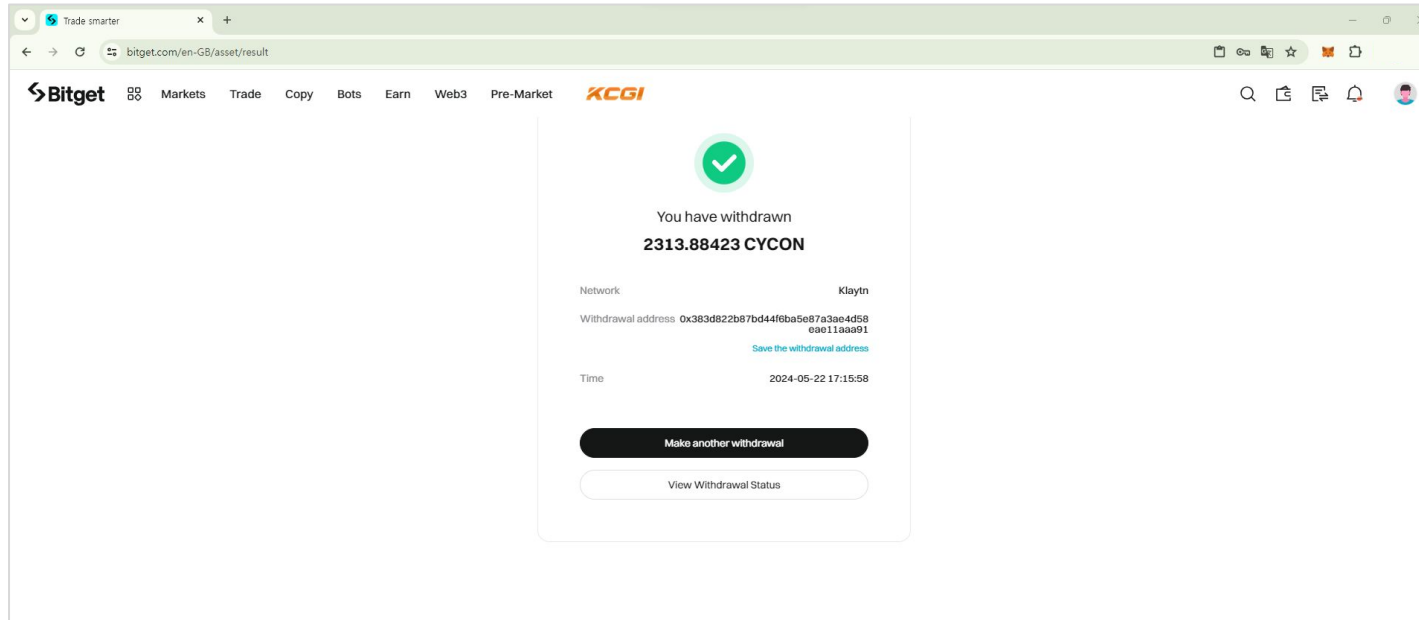 Trade smarter
bitget.com/en-GB/asset/result
Bitget Markets Trade Copy Bots Earn Web3 Pre-Market KCGI
You have withdrawn
2313.88423 CYCON
Network Klaytn
Withdrawal address 0x383d822b87bd44f6ba5e87a3ae4d58
eae11aaa91
Save the withdrawal address
Time 2024-05-22 17:15:58
Make another withdrawal
View Withdrawal Status